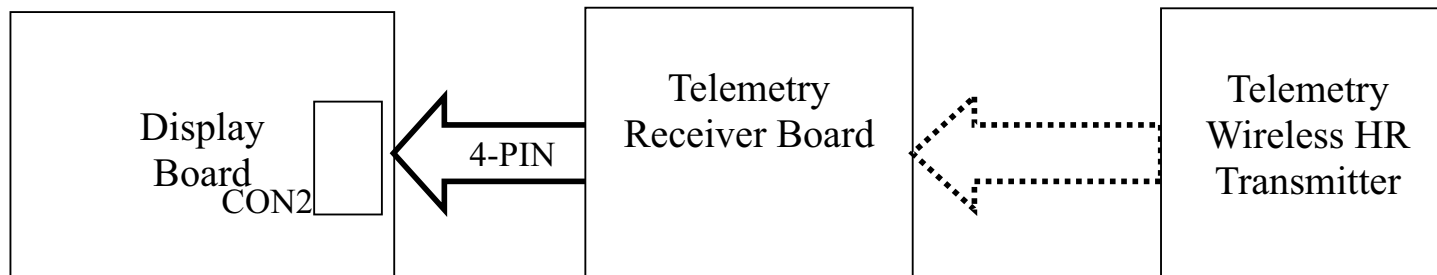 Display
Board
CON2
4-PIN
Telemetry
Receiver Board
Telemetry
Wireless HR
Transmitter